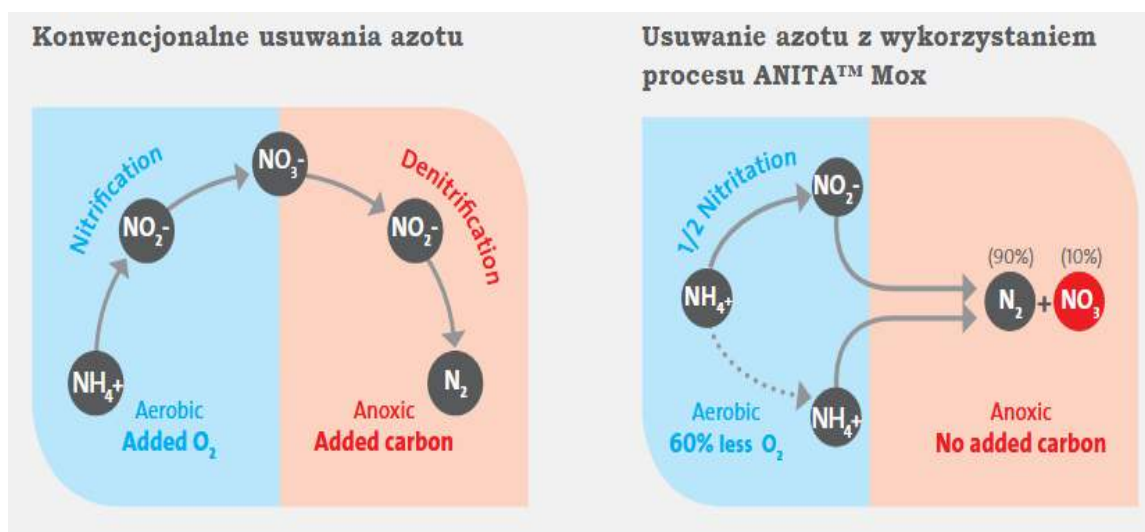 Konwencjonalne usuwania azotu
Nitrification
Denitrification
NO₃-
NO₂-
NO₂-
NH₄+
N₂
Aerobic
Added O₂
Anoxic
Added carbon
Usuwanie azotu z wykorzystaniem
procesu ANITA™ Mox
1/2 Nitritation
NO₂-
NH₄+
NH₄+
(90%) (10%)
N₂ + NO₃
Aerobic
60% less O₂
Anoxic
No added carbon